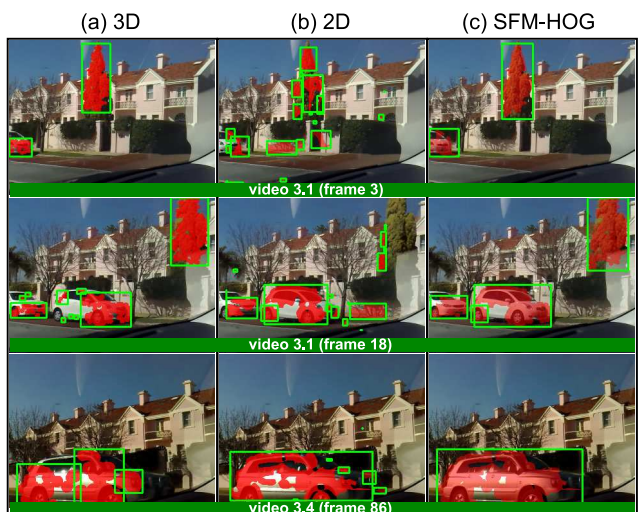 (a) 3D (b) 2D (c) SFM-HOG
video 3.1 (frame 3)
video 3.1 (frame 18)
video 3.4 (frame 86)